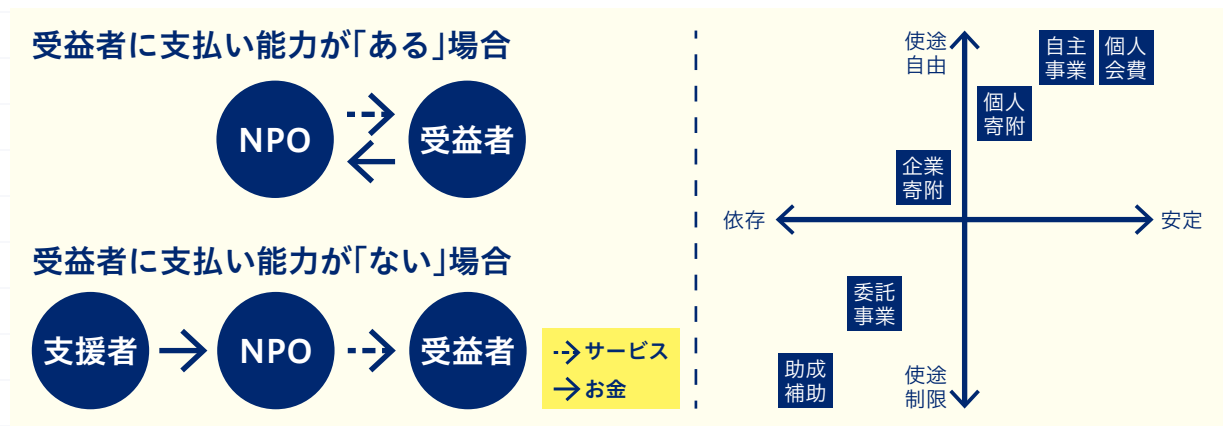 受益者に支払い能力が「ある」場合
NPO
受益者
受益者に支払い能力が「ない」場合
支援者
NPO
受益者
サービス
お金
使途
自由
自主
事業
個人
会費
個人
寄附
企業
寄附
依存
安定
委託
事業
助成
補助
使途
制限